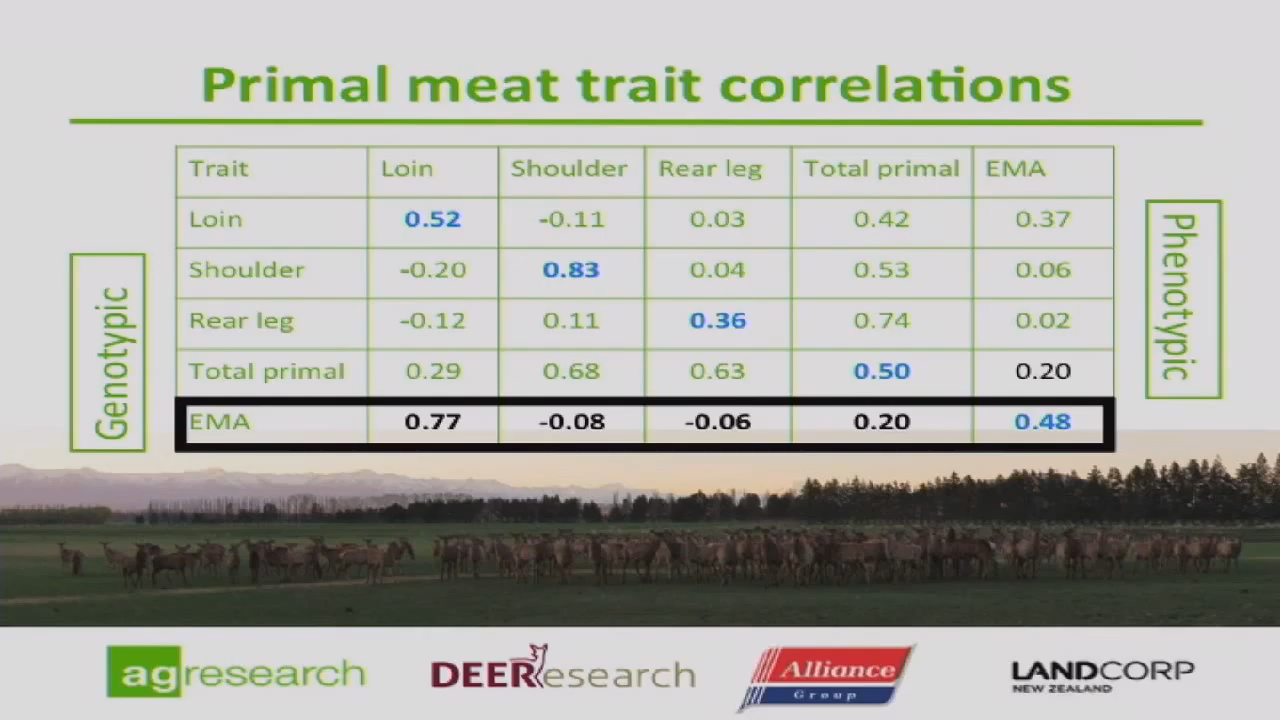 Primal meat trait correlations
Trait Loin Shoulder Rear leg Total primal EMA
Loin 0.52 -0.11 0.03 0.42 0.37
Shoulder -0.20 0.83 0.04 0.53 0.06
Rear leg -0.12 0.11 0.36 0.74 0.02
Total primal 0.29 0.68 0.63 0.50 0.20
EMA 0.77 -0.08 -0.06 0.20 0.48
Genotypic
Phenotypic
agresearch
DEEResearch
Alliance
Group
LANDCORP
NEW ZEALAND